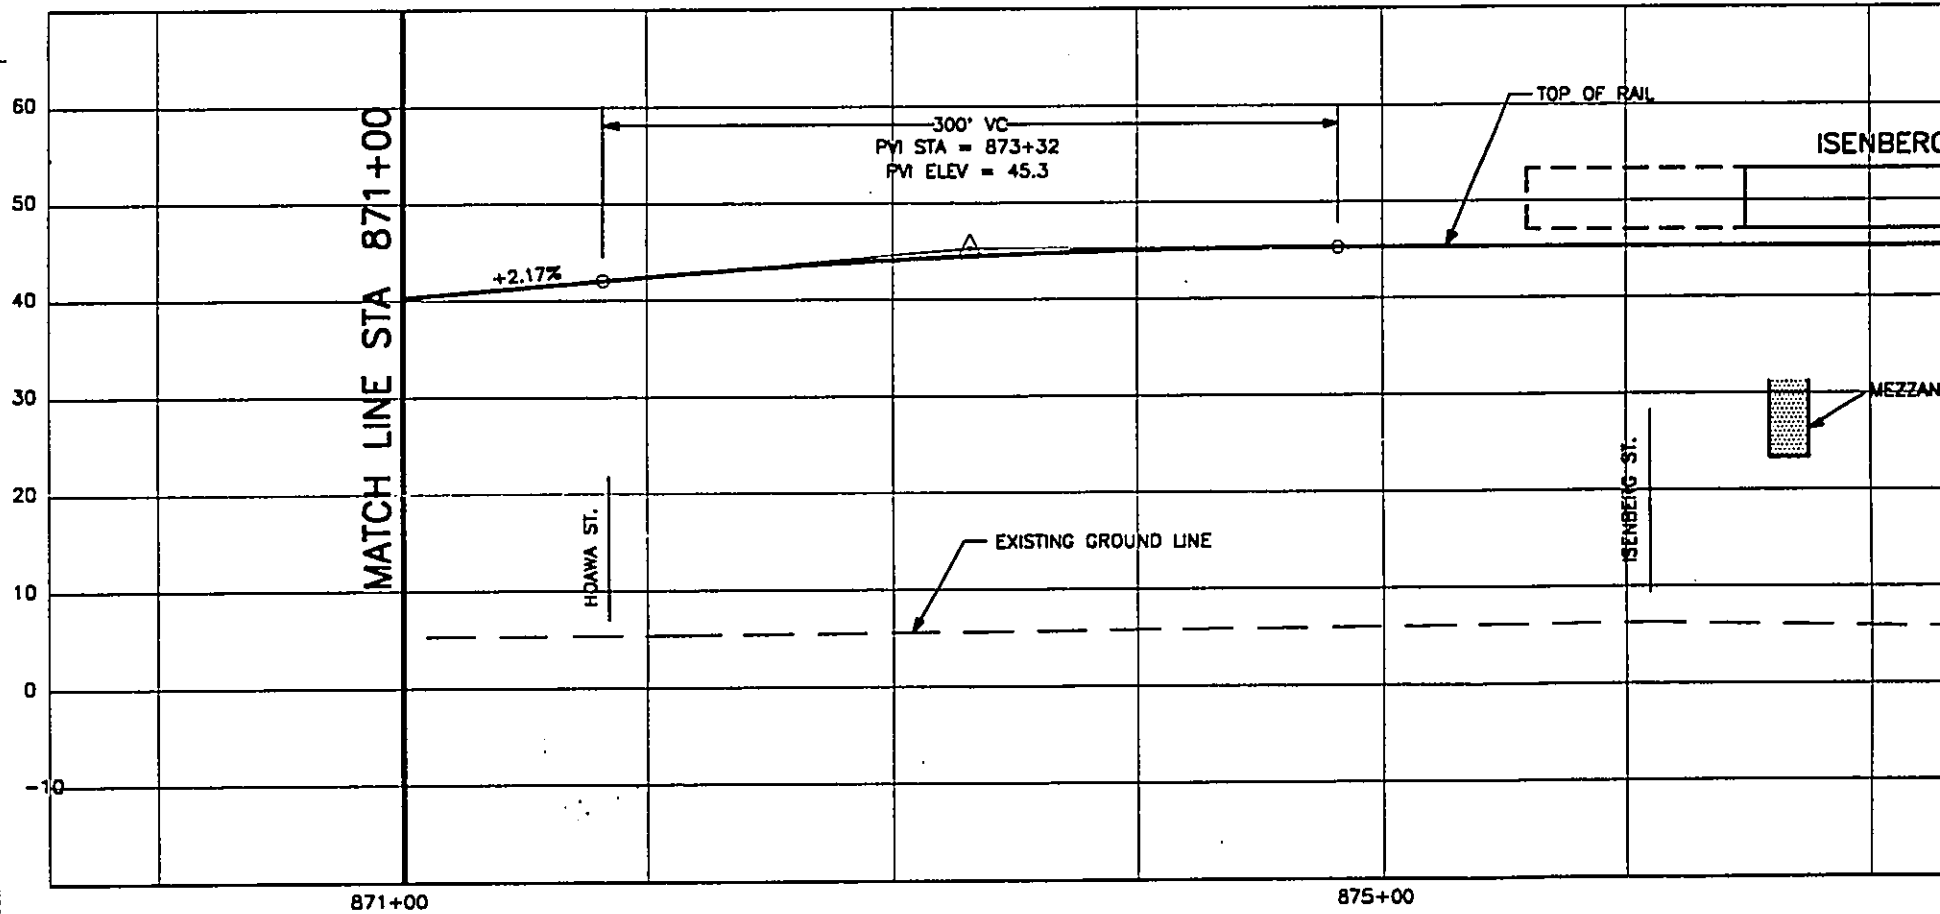 60
50
40
30
20
10
0
-10
MATCH LINE STA 871+00
300' VC
PVI STA = 873+32
PVI ELEV = 45.3
TOP OF RAIL
ISENBERG
+2.17%
MEZZAN
HOAWA ST.
ISENBERG ST.
EXISTING GROUND LINE
871+00
875+00